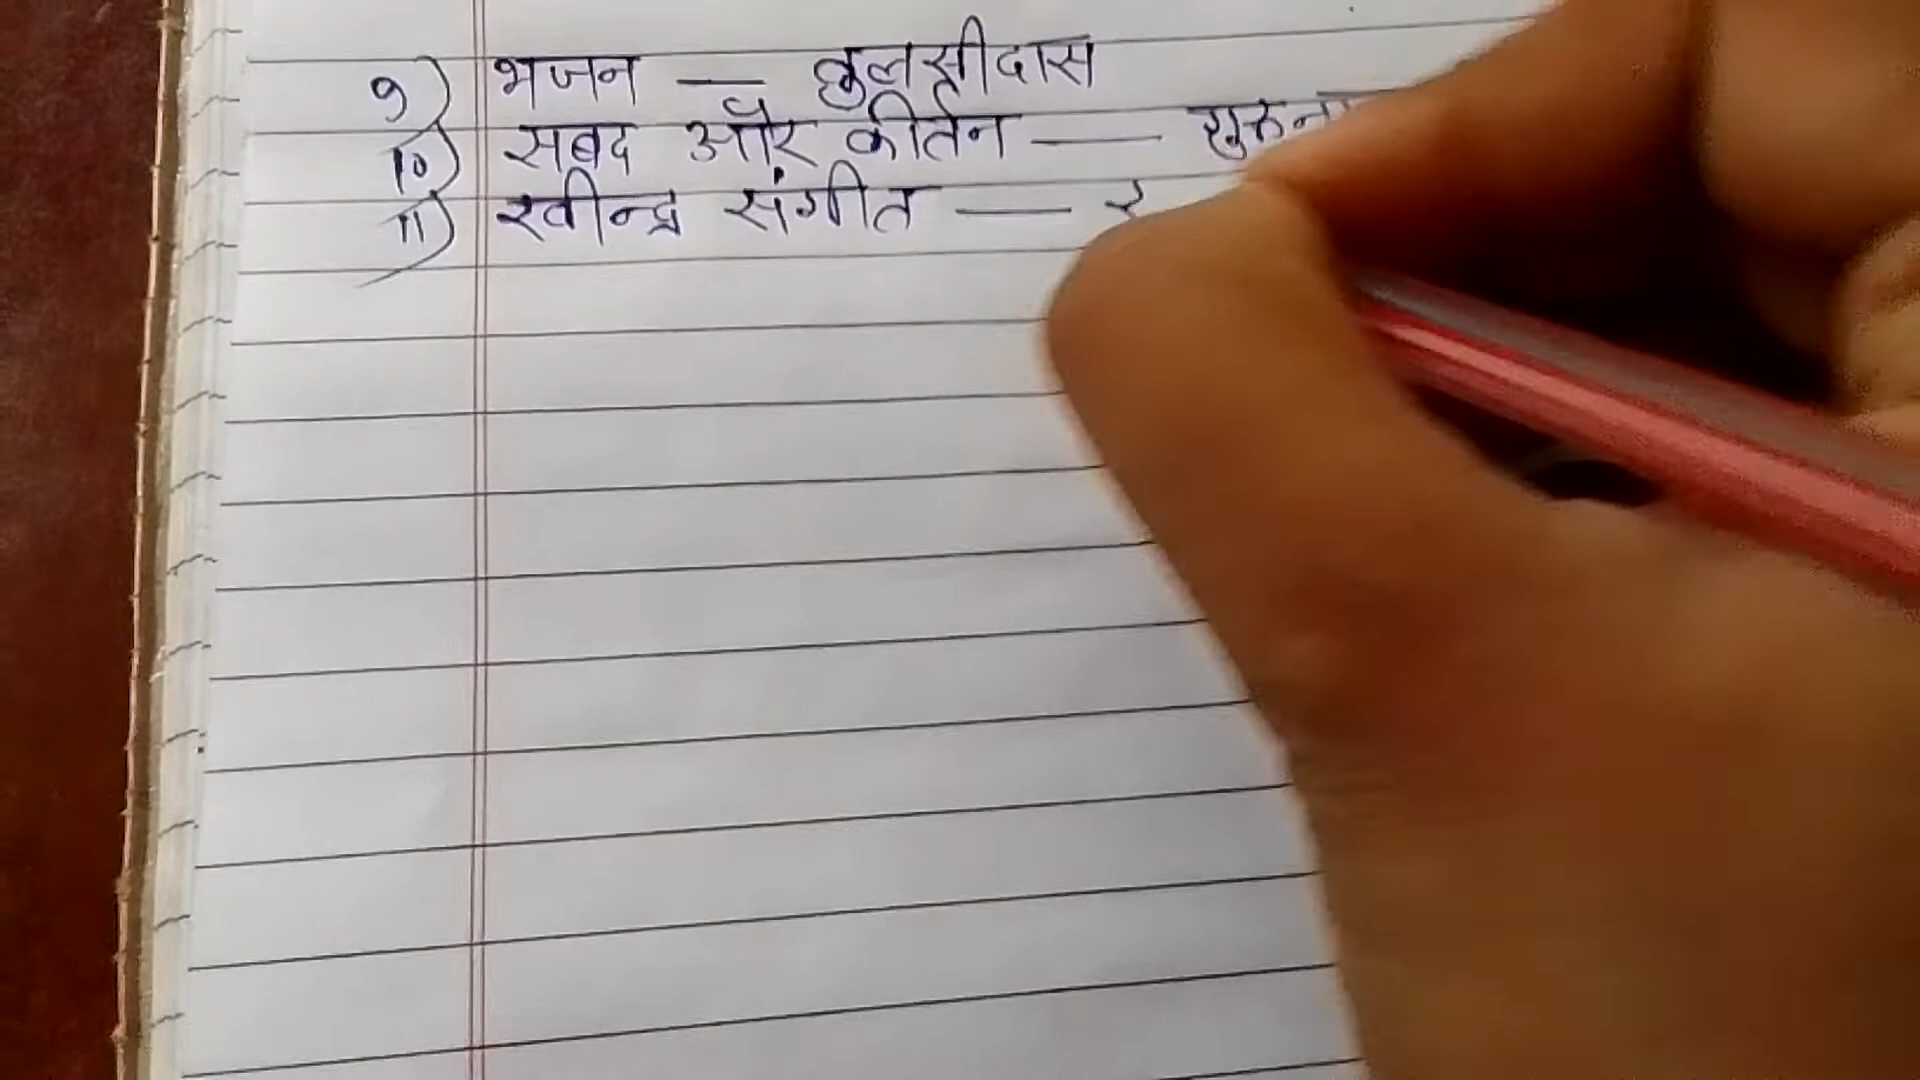 9) भजन — तुलसीदास
10) सबद और कीर्तन — गुरुन
11) रवीन्द्र संगीत — र